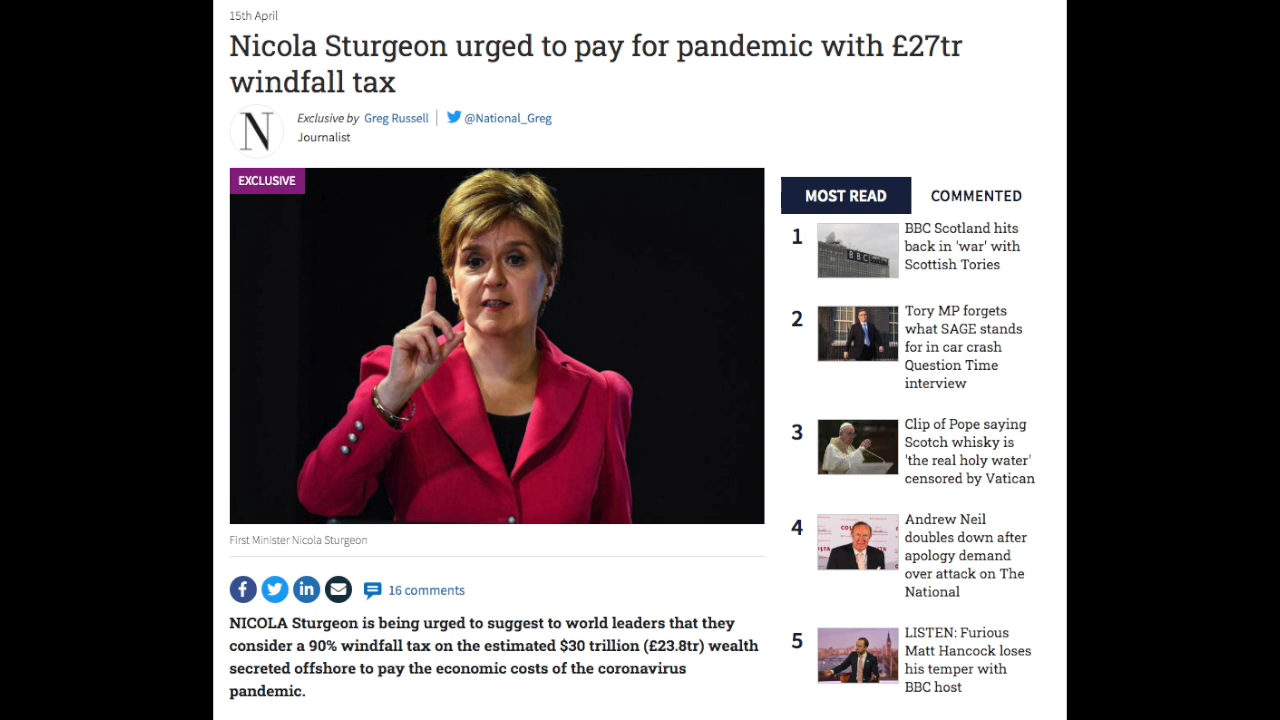 15th April
Nicola Sturgeon urged to pay for pandemic with £27tr
windfall tax
N
Exclusive by Greg Russell | @National_Greg
Journalist
EXCLUSIVE
First Minister Nicola Sturgeon
16 comments
NICOLA Sturgeon is being urged to suggest to world leaders that they
consider a 90% windfall tax on the estimated $30 trillion (£23.8tr) wealth
secreted offshore to pay the economic costs of the coronavirus
pandemic.
MOST READ
COMMENTED
1
BBC Scotland hits
back in 'war' with
Scottish Tories
BBC
2
Tory MP forgets
what SAGE stands
for in car crash
Question Time
interview
3
Clip of Pope saying
Scotch whisky is
'the real holy water'
censored by Vatican
4
Andrew Neil
doubles down after
apology demand
over attack on The
National
5
LISTEN: Furious
Matt Hancock loses
his temper with
BBC host